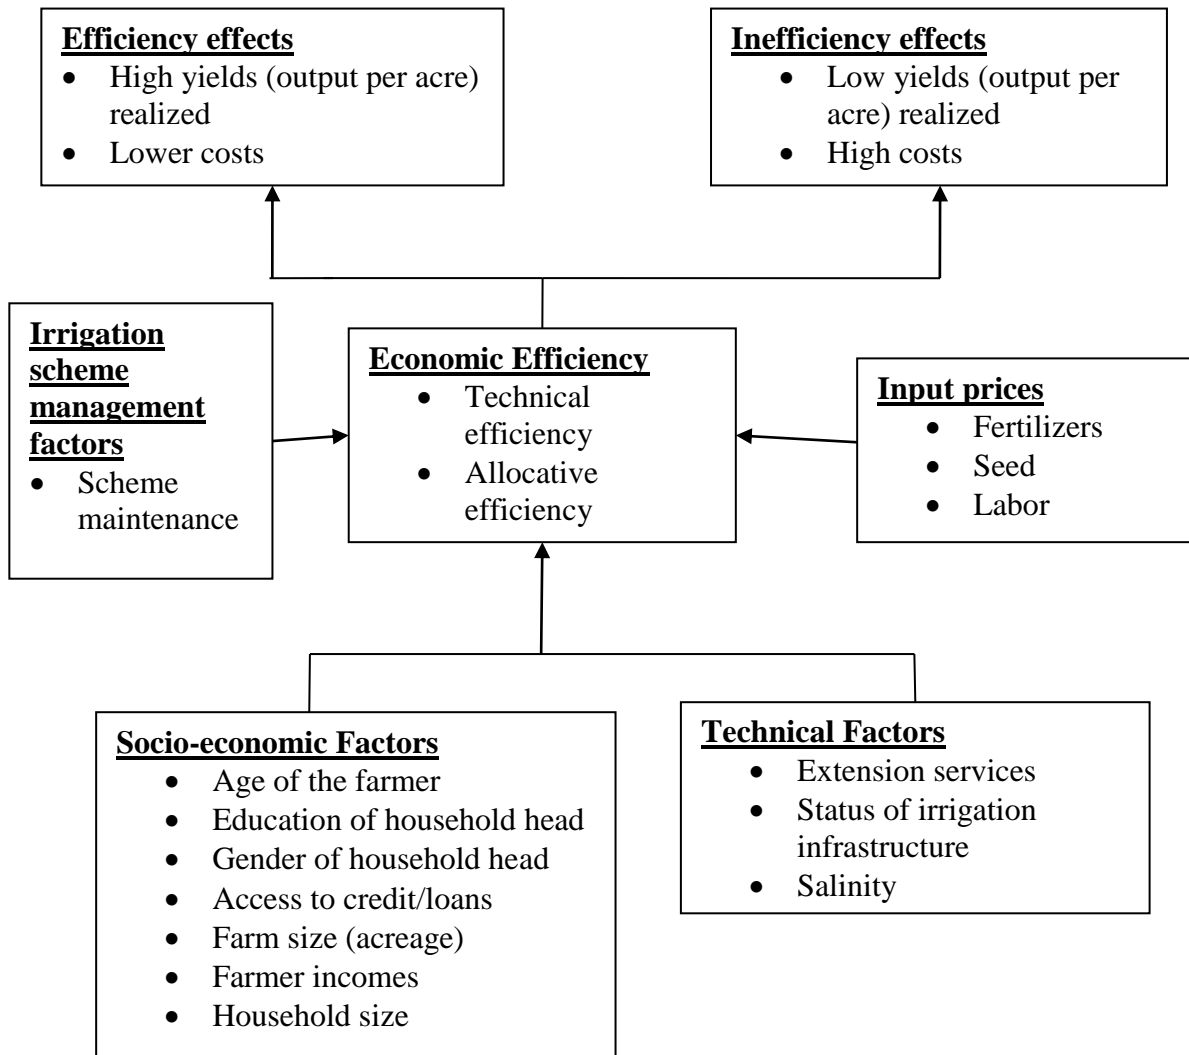 Efficiency effects
• High yields (output per acre)
realized
• Lower costs
Inefficiency effects
• Low yields (output per
acre) realized
• High costs
Irrigation
scheme
management
factors
• Scheme
maintenance
Economic Efficiency
• Technical
efficiency
• Allocative
efficiency
Input prices
• Fertilizers
• Seed
• Labor
Socio-economic Factors
• Age of the farmer
• Education of household head
• Gender of household head
• Access to credit/loans
• Farm size (acreage)
• Farmer incomes
• Household size
Technical Factors
• Extension services
• Status of irrigation
infrastructure
• Salinity